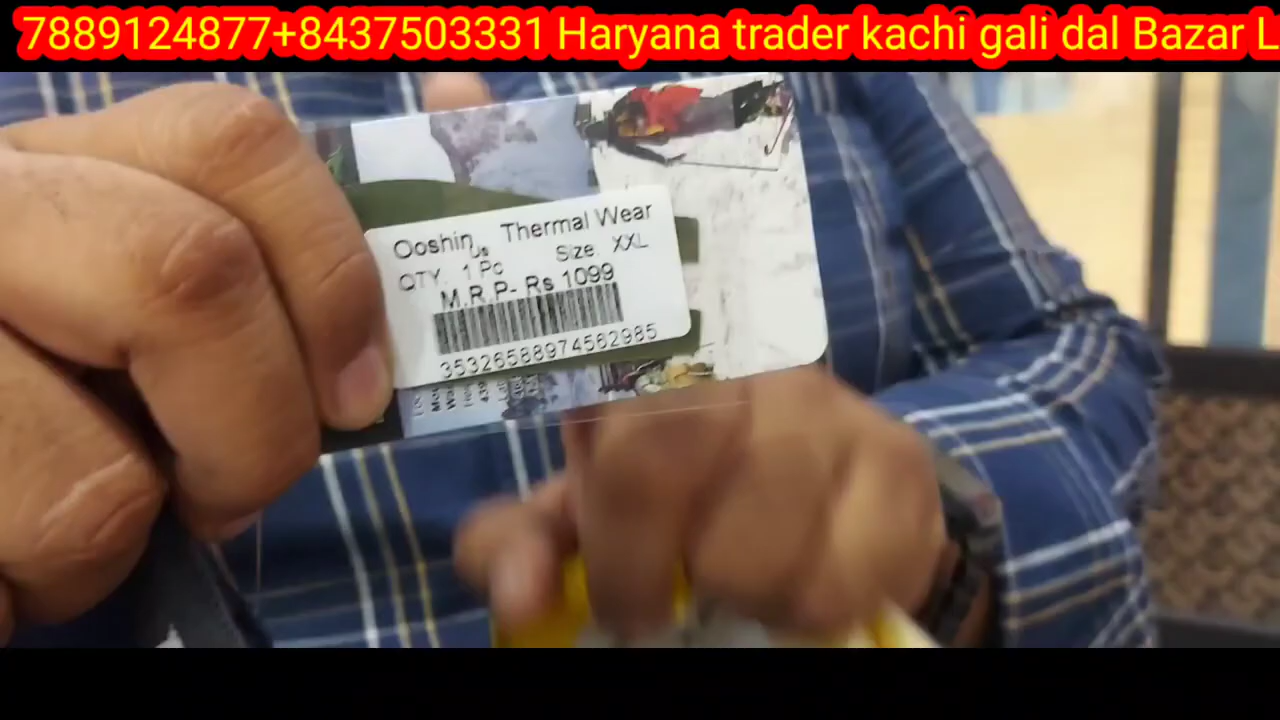 7889124877+8437503331 Haryana trader kachi gali dal Bazar L
Ooshin Thermal Wear
Us
QTY. 1 Pc Size XXL
M.R.P- Rs 1099
35326588974562985